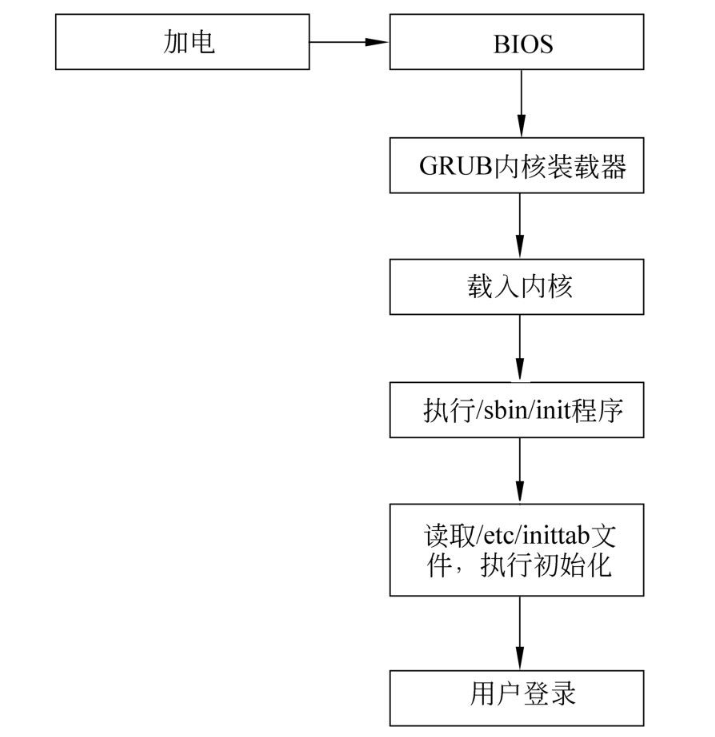 加电
BIOS
GRUB内核装载器
载入内核
执行/sbin/init程序
读取/etc/inittab文
件，执行初始化
用户登录